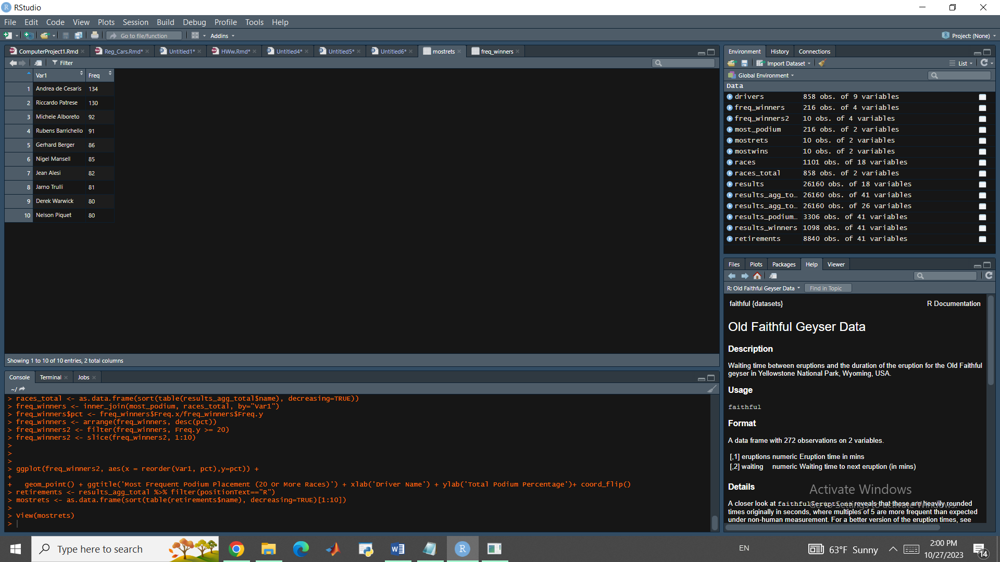 RStudio
File Edit Code View Plots Session Build Debug Profile Tools Help
Go to file/function Addins Project: (None)
ComputerProject1.Rmd Reg_Cars.Rmd* Untitled1* HWw.Rmd* Untitled4* Untitled5* Untitled6* mostrets freq_winners
Filter
Var1 Freq
1 Andrea de Cesaris 134
2 Riccardo Patrese 130
3 Michele Alboreto 92
4 Rubens Barrichello 91
5 Gerhard Berger 86
6 Nigel Mansell 85
7 Jean Alesi 82
8 Jarno Trulli 81
9 Derek Warwick 80
10 Nelson Piquet 80
Showing 1 to 10 of 10 entries, 2 total columns
Console Terminal Jobs
~/
> races_total <- as.data.frame(sort(table(results_agg_total$name), decreasing=TRUE))
> freq_winners <- inner_join(most_podium, races_total, by="Var1")
> freq_winners$pct <- freq_winners$Freq.x/freq_winners$Freq.y
> freq_winners <- arrange(freq_winners, desc(pct))
> freq_winners2 <- filter(freq_winners, Freq.y >= 20)
> freq_winners2 <- slice(freq_winners2, 1:10)
>
>
>
> ggplot(freq_winners2, aes(x = reorder(Var1, pct),y=pct)) +
+
+ geom_point() + ggtitle('Most Frequent Podium Placement (20 Or More Races)') + xlab('Driver Name') + ylab('Total Podium Percentage')+ coord_flip()
> retirements <- results_agg_total %>% filter(positionText=="R")
> mostrets <- as.data.frame(sort(table(retirements$name), decreasing=TRUE)[1:10])
>
> View(mostrets)
>
Environment History Connections
Import Dataset List
Global Environment
Data
drivers 858 obs. of 9 variables
freq_winners 216 obs. of 4 variables
freq_winners2 10 obs. of 4 variables
most_podium 216 obs. of 2 variables
mostrets 10 obs. of 2 variables
mostwins 10 obs. of 2 variables
races 1101 obs. of 18 variables
races_total 858 obs. of 2 variables
results 26160 obs. of 18 variables
results_agg_to… 26160 obs. of 41 variables
results_agg_to… 26160 obs. of 26 variables
results_podium… 3306 obs. of 41 variables
results_winners 1098 obs. of 41 variables
retirements 8840 obs. of 41 variables
Files Plots Packages Help Viewer
R: Old Faithful Geyser Data Find in Topic
faithful {datasets} R Documentation
Old Faithful Geyser Data
Description
Waiting time between eruptions and the duration of the eruption for the Old Faithful
geyser in Yellowstone National Park, Wyoming, USA.
Usage
faithful
Format
A data frame with 272 observations on 2 variables.
[,1] eruptions numeric Eruption time in mins
[,2] waiting numeric Waiting time to next eruption (in mins)
Details
Activate Windows
Go to Settings to activate Windows.
A closer look at faithful$eruptions reveals that these are heavily rounded
times originally in seconds, where multiples of 5 are more frequent than expected
under non-human measurement. For a better version of the eruption times, see
Type here to search
EN
63°F Sunny
2:00 PM
10/27/2023
14